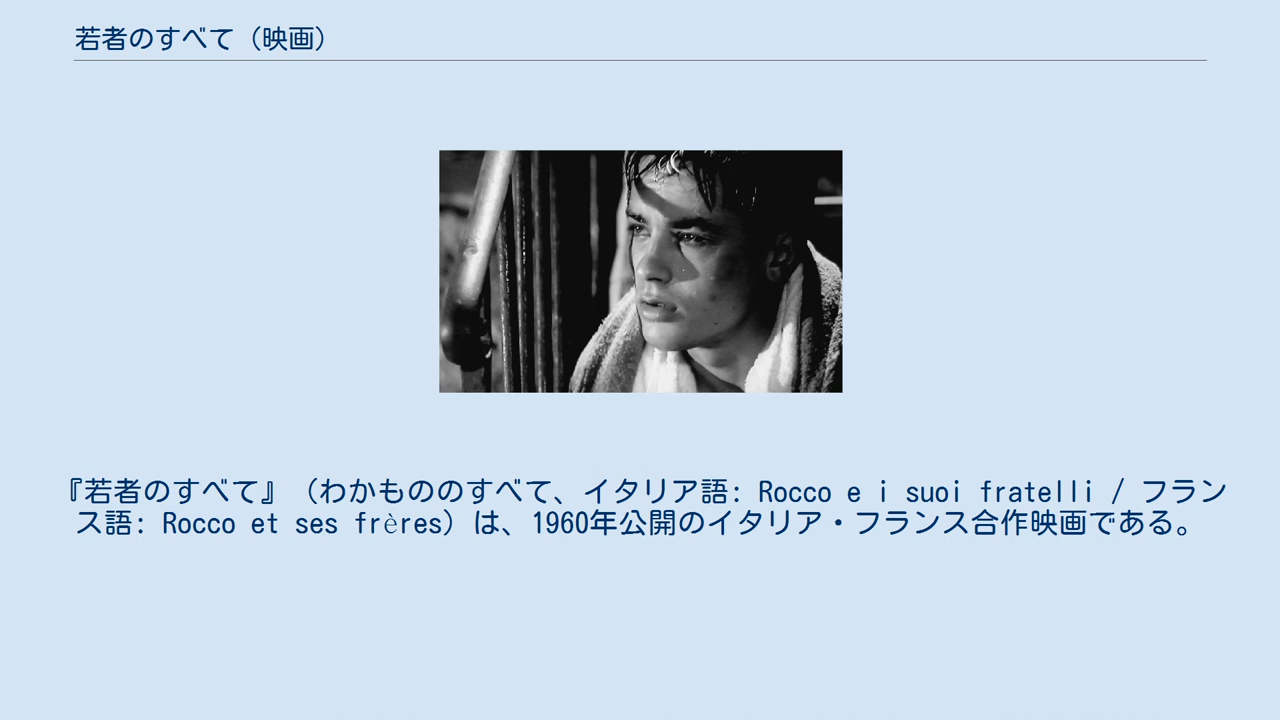 若者のすべて（映画）
『若者のすべて』（わかもののすべて、イタリア語: Rocco e i suoi fratelli / フラン
ス語: Rocco et ses frères）は、1960年公開のイタリア・フランス合作映画である。